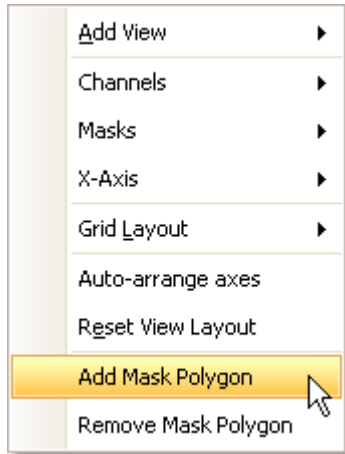 Add View
Channels
Masks
X-Axis
Grid Layout
Auto-arrange axes
Reset View Layout
Add Mask Polygon
Remove Mask Polygon